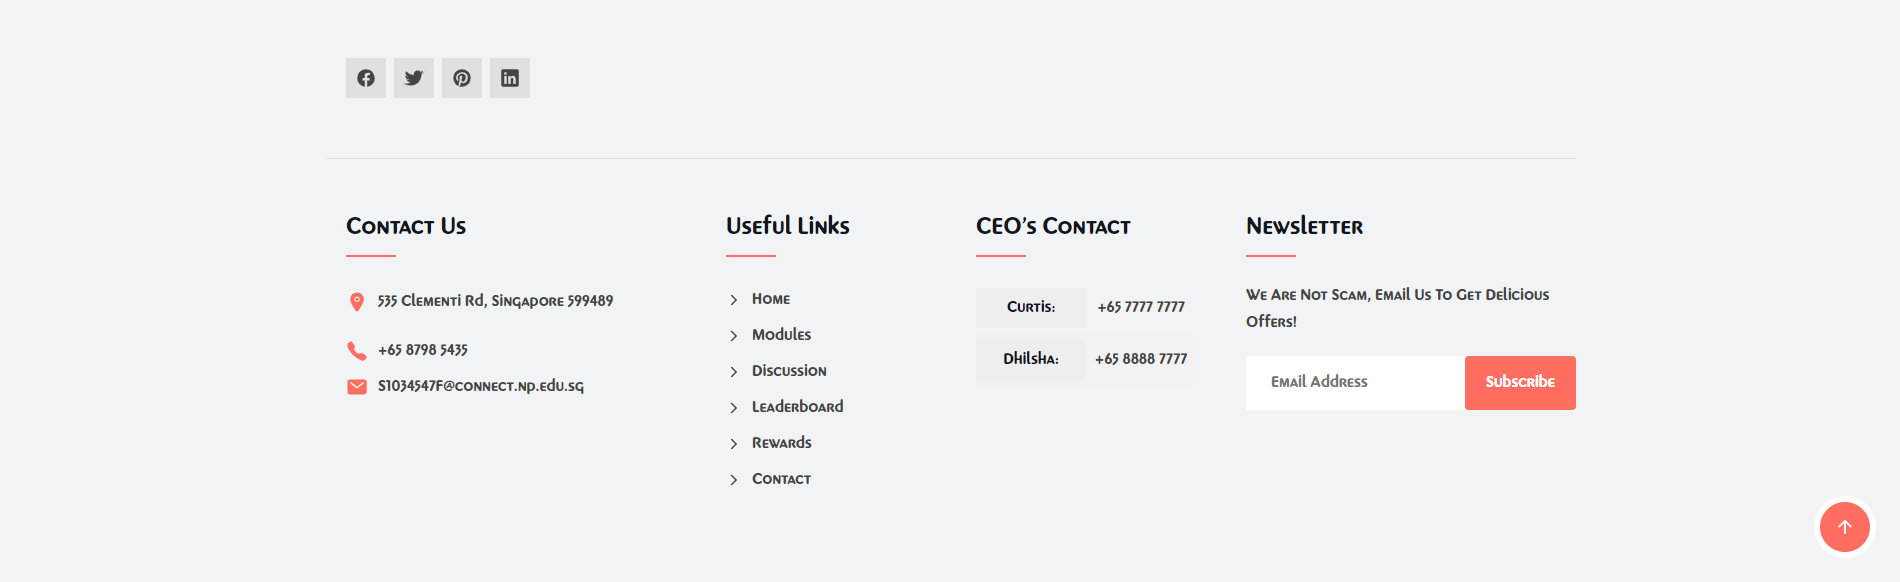 Contact Us
535 Clementi Rd, Singapore 599489
+65 8798 5435
S1034547F@connect.np.edu.sg
Useful Links
Home
Modules
Discussion
Leaderboard
Rewards
Contact
CEO's Contact
Curtis: +65 7777 7777
Dhilsha: +65 8888 7777
Newsletter
We Are Not Scam, Email Us To Get Delicious
Offers!
Email Address
Subscribe